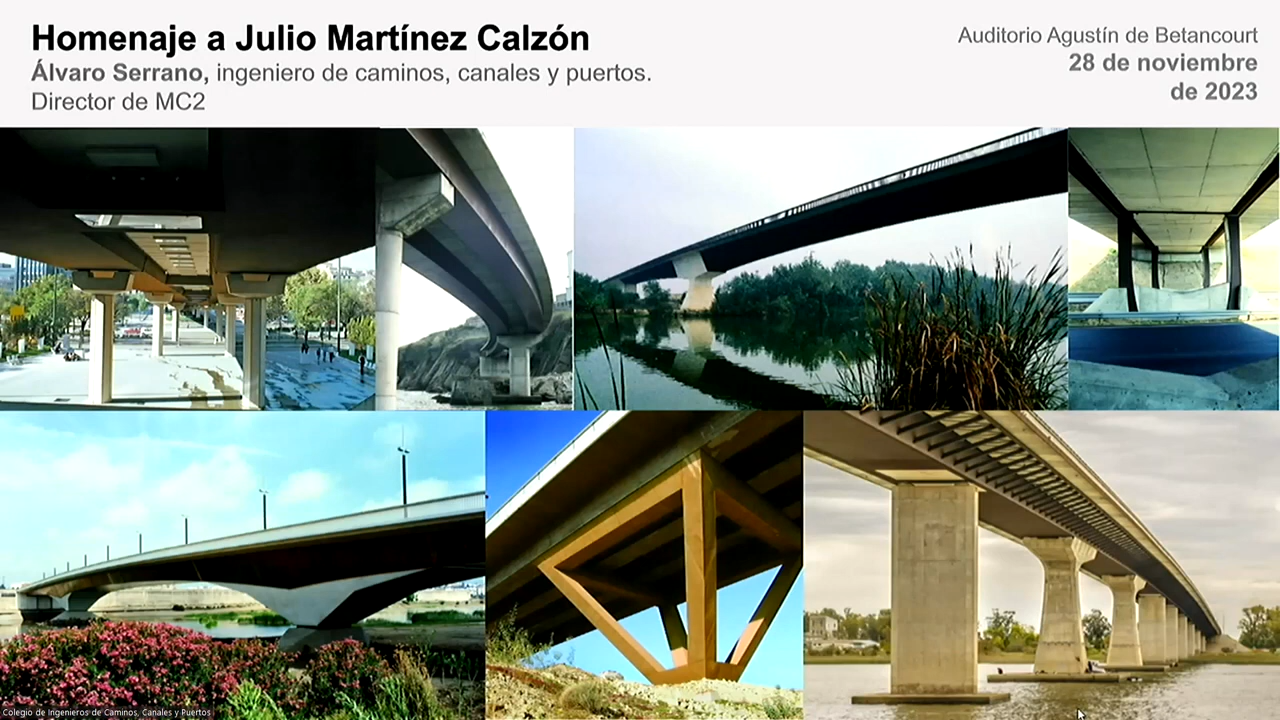 Homenaje a Julio Martínez Calzón
Álvaro Serrano, ingeniero de caminos, canales y puertos.
Director de MC2
Auditorio Agustín de Betancourt
28 de noviembre
de 2023
Colegio de Ingenieros de Caminos, Canales y Puertos